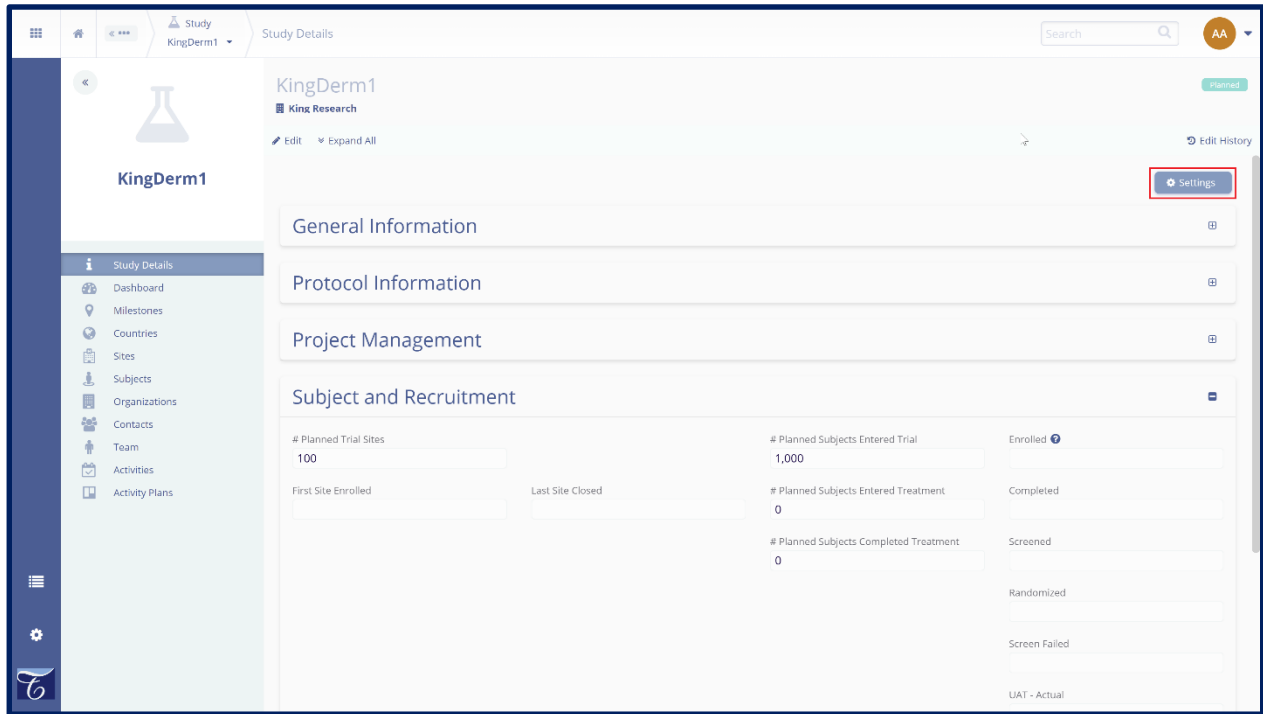 Study
KingDerm1
Study Details
Search
AA
KingDerm1
Planned
King Research
Edit
Expand All
Edit History
KingDerm1
Settings
General Information
Study Details
Dashboard
Protocol Information
Milestones
Countries
Project Management
Sites
Subjects
Organizations
Subject and Recruitment
Contacts
Team
Activities
Activity Plans
# Planned Trial Sites
100
# Planned Subjects Entered Trial
1,000
Enrolled
First Site Enrolled
Last Site Closed
# Planned Subjects Entered Treatment
0
Completed
# Planned Subjects Completed Treatment
0
Screened
Randomized
Screen Failed
UAT - Actual